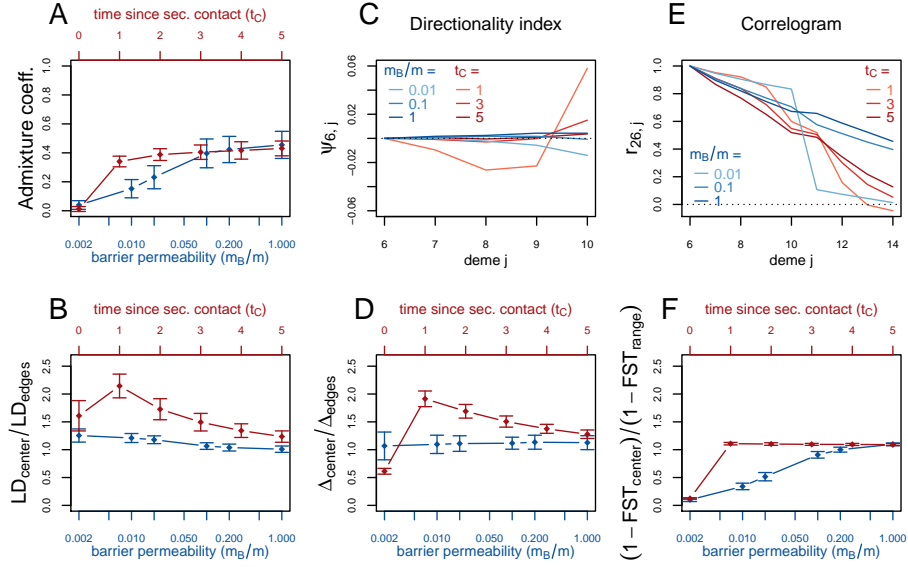 A
time since sec. contact (tC)
0 1 2 3 4 5
Admixture coeff.
0.0 0.2 0.4 0.6 0.8 1.0
0.002 0.010 0.050 0.200 1.000
barrier permeability (mB/m)
C
Directionality index
mB/m = tC =
0.01 1
0.1 3
1 5
Ψ6, j
−0.06 −0.02 0.02 0.06
6 7 8 9 10
deme j
E
Correlogram
tC =
1
3
5
mB/m =
0.01
0.1
1
r26, j
0.0 0.2 0.4 0.6 0.8 1.0
6 8 10 12 14
deme j
B
time since sec. contact (tC)
0 1 2 3 4 5
LDcenter/LDedges
0.0 0.5 1.0 1.5 2.0 2.5
0.002 0.010 0.050 0.200 1.000
barrier permeability (mB/m)
D
time since sec. contact (tC)
0 1 2 3 4 5
Δcenter/Δedges
0.0 0.5 1.0 1.5 2.0 2.5
0.002 0.010 0.050 0.200 1.000
barrier permeability (mB/m)
F
time since sec. contact (tC)
0 1 2 3 4 5
(1−FSTcenter)/(1−FSTrange)
0.0 0.5 1.0 1.5 2.0 2.5
0.002 0.010 0.050 0.200 1.000
barrier permeability (mB/m)